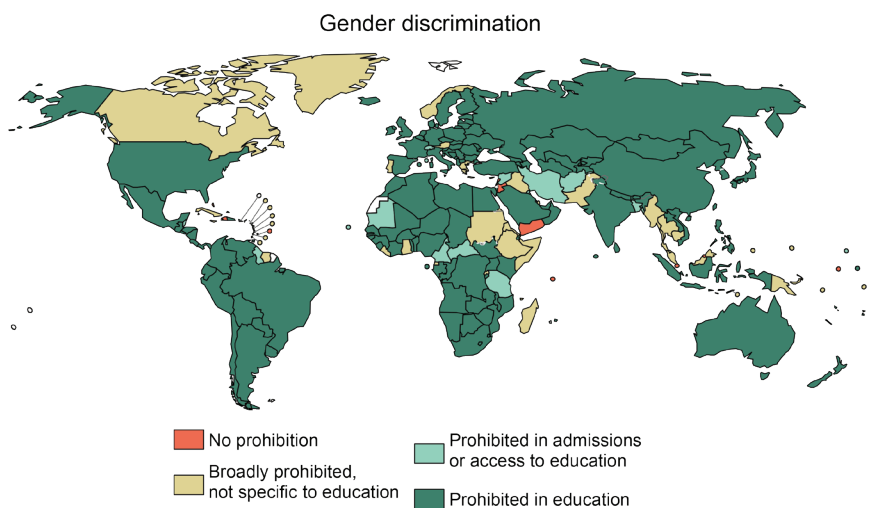 Gender discrimination
No prohibition
Broadly prohibited,
not specific to education
Prohibited in admissions
or access to education
Prohibited in education